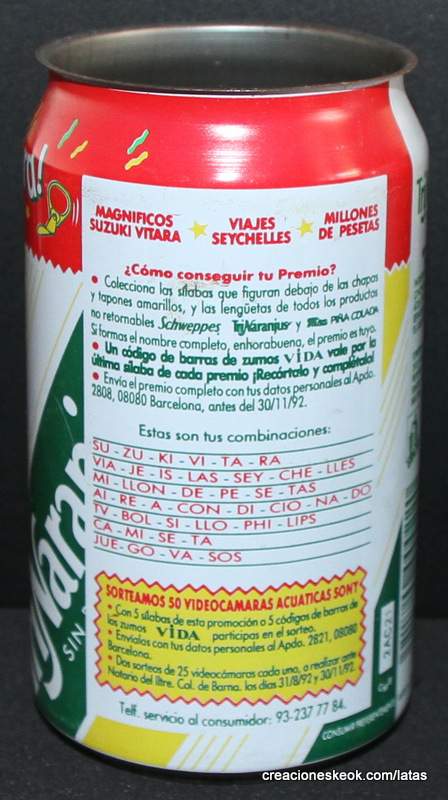 MAGNIFICOS SUZUKI VITARA ★ VIAJES SEYCHELLES ★ MILLONES DE PESETAS
¿Cómo conseguir tu Premio?
• Colecciona las sílabas que figuran debajo de las chapas
y tapones amarillos, y las lengüetas de todos los productos
no retornables Schweppes, TriNaranjus y PIÑA COLADA
Si formas el nombre completo, enhorabuena, el premio es tuyo.
• Un código de barras de zumos VIDA vale por la
última sílaba de cada premio ¡Recórtalo y complétalo!
• Envía el premio completo con tus datos personales al Apdo.
2808, 08080 Barcelona, antes del 30/11/92.
Estas son tus combinaciones:
SU - ZU - KI - VI - TA - RA
VIA - JE - IS - LAS - SEY - CHE - LLES
MI - LLON - DE - PE - SE - TAS
AI - RE - A - CON - DI - CIO - NA - DO
TV - BOL - SI - LLO - PHI - LIPS
CA - MI - SE - TA
JUE - GO - VA - SOS
SORTEAMOS 50 VIDEOCAMARAS ACUATICAS SONY
• Con 5 sílabas de esta promoción o 5 códigos de barras de
los zumos VIDA participas en el sorteo.
• Envíalos con tus datos personales al Apdo. 2821, 08080
Barcelona.
• Dos sorteos de 25 videocámaras cada uno, a realizar ante
Notario del Iltre. Col. de Barna. los días 31/8/92 y 30/11/92.
Telf. servicio al consumidor: 93-237 77 84.
Naranj
SIN
2AG21
CONSUMIR PREFERENTEMENTE
creacioneskeok.com/latas